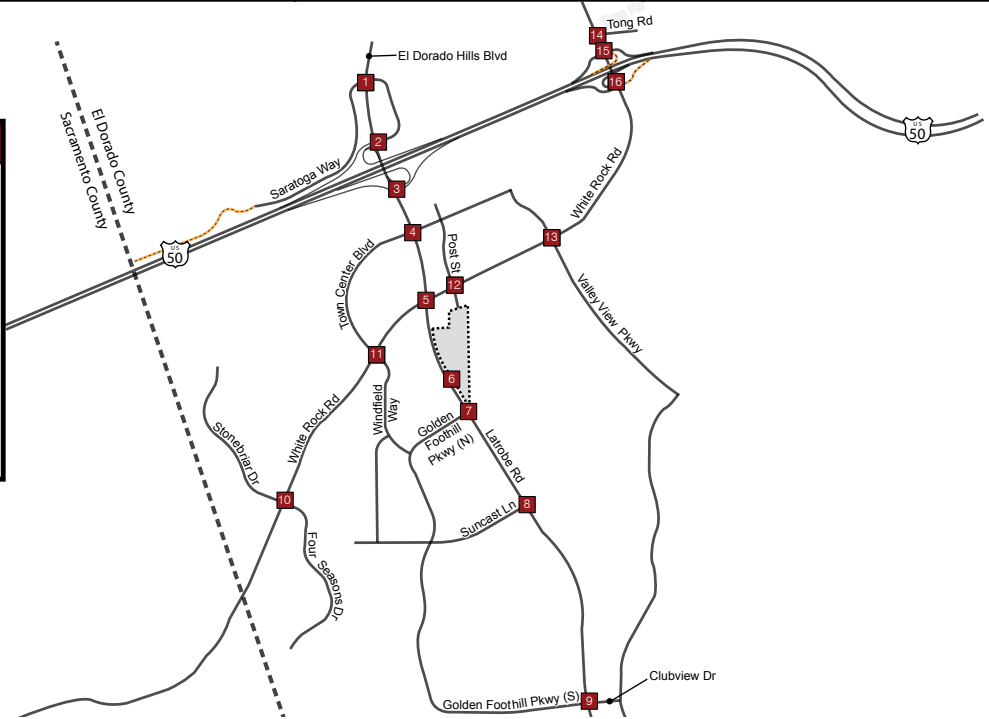 Tong Rd
14
15
El Dorado Hills Blvd
16
1
US
50
El Dorado County
Sacramento County
2
Saratoga Way
3
White Rock Rd
US
50
4
Post St
13
Town Center Blvd
12
5
Valley View Pkwy
11
6
Windfield
Way
7
Golden
Foothill
Pkwy (N)
White Rock Rd
Stonebriar Dr
Latrobe Rd
10
8
Suncast Ln
Four Seasons Dr
Clubview Dr
Golden Foothill Pkwy (S)
9